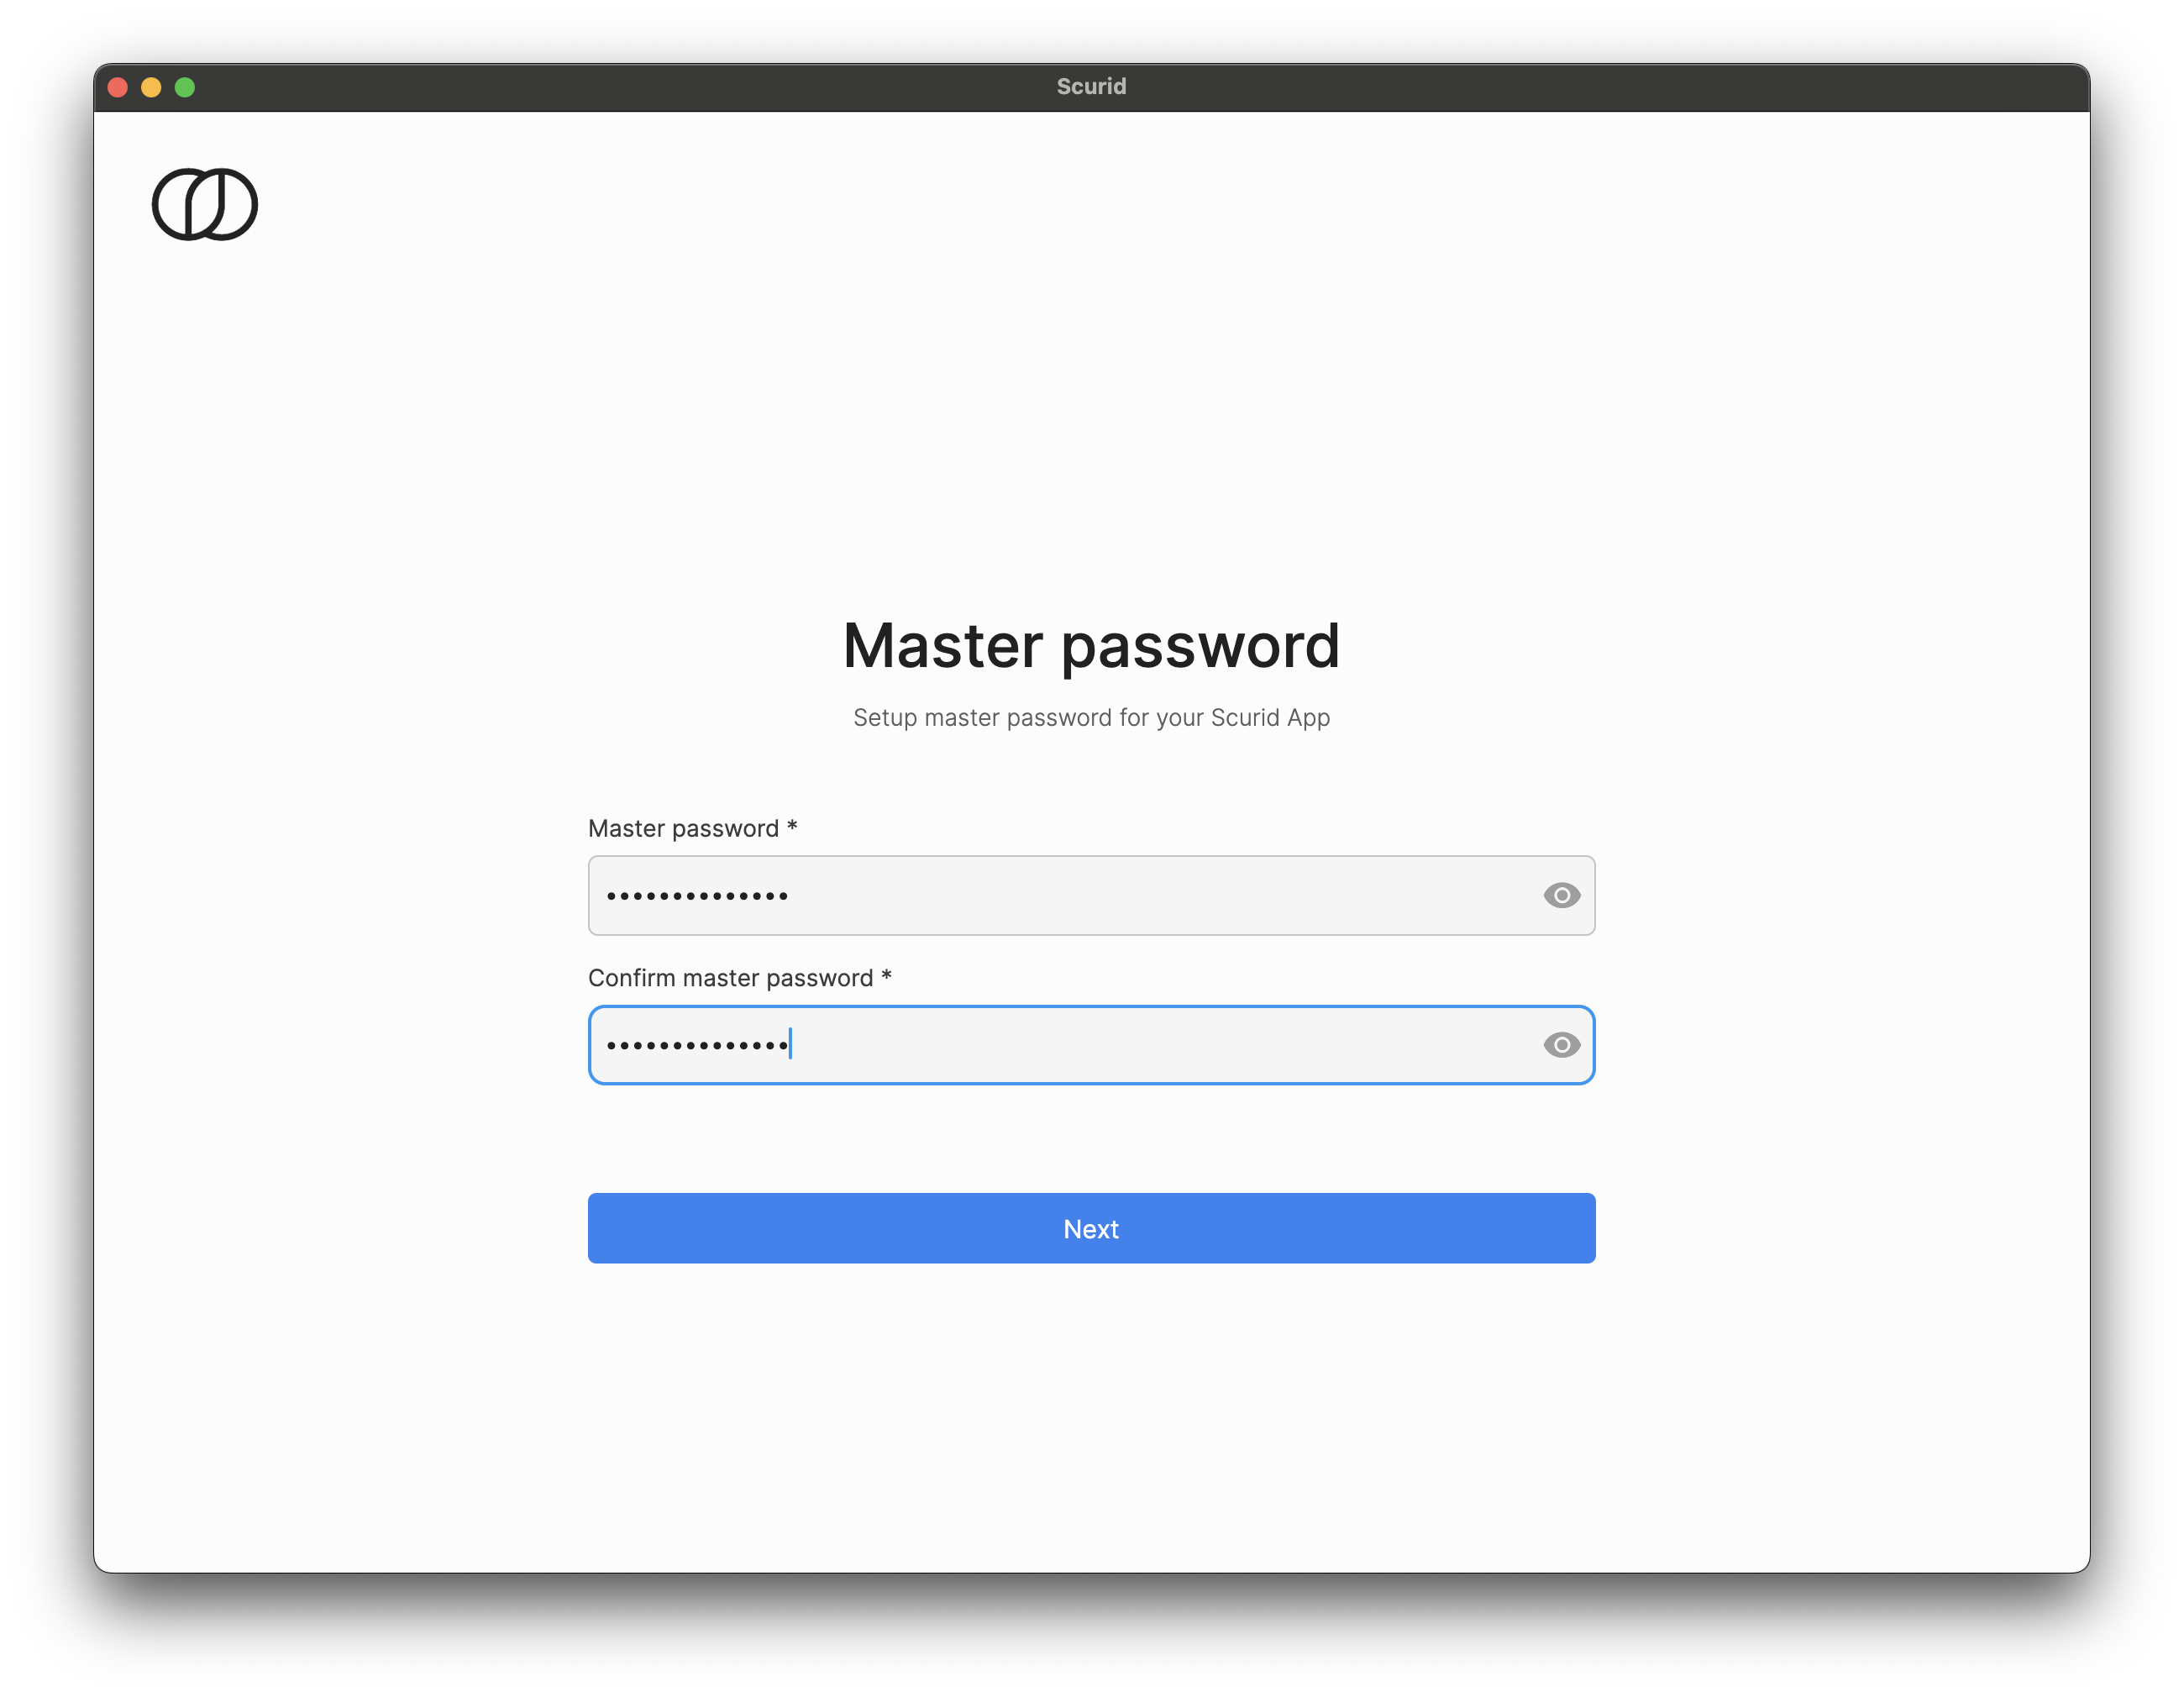 Scurid
Master password
Setup master password for your Scurid App
Master password *
••••••••••••••
Confirm master password *
••••••••••••••
Next